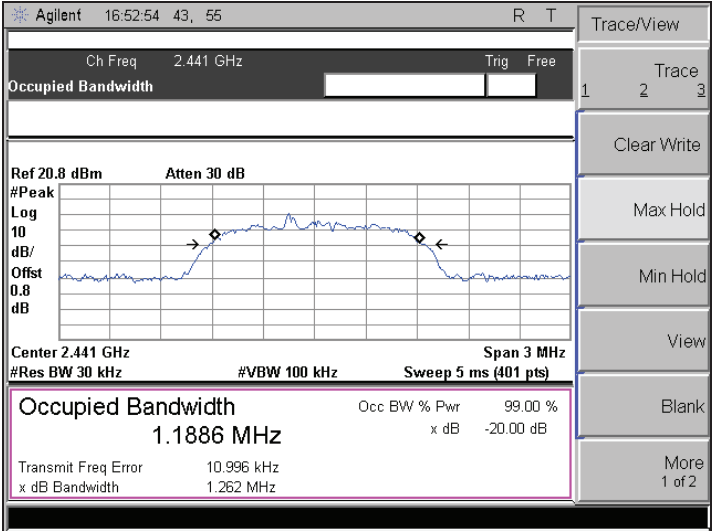 Agilent 16:52:54 43, 55
R T
Trace/View
Ch Freq 2.441 GHz
Trig Free
Occupied Bandwidth
Trace
1 2 3
Clear Write
Max Hold
Min Hold
View
Blank
More
1 of 2
Ref 20.8 dBm Atten 30 dB
#Peak
Log
10
dB/
Offst
0.8
dB
Center 2.441 GHz Span 3 MHz
#Res BW 30 kHz #VBW 100 kHz Sweep 5 ms (401 pts)
Occupied Bandwidth
1.1886 MHz
Occ BW % Pwr 99.00 %
x dB -20.00 dB
Transmit Freq Error 10.996 kHz
x dB Bandwidth 1.262 MHz